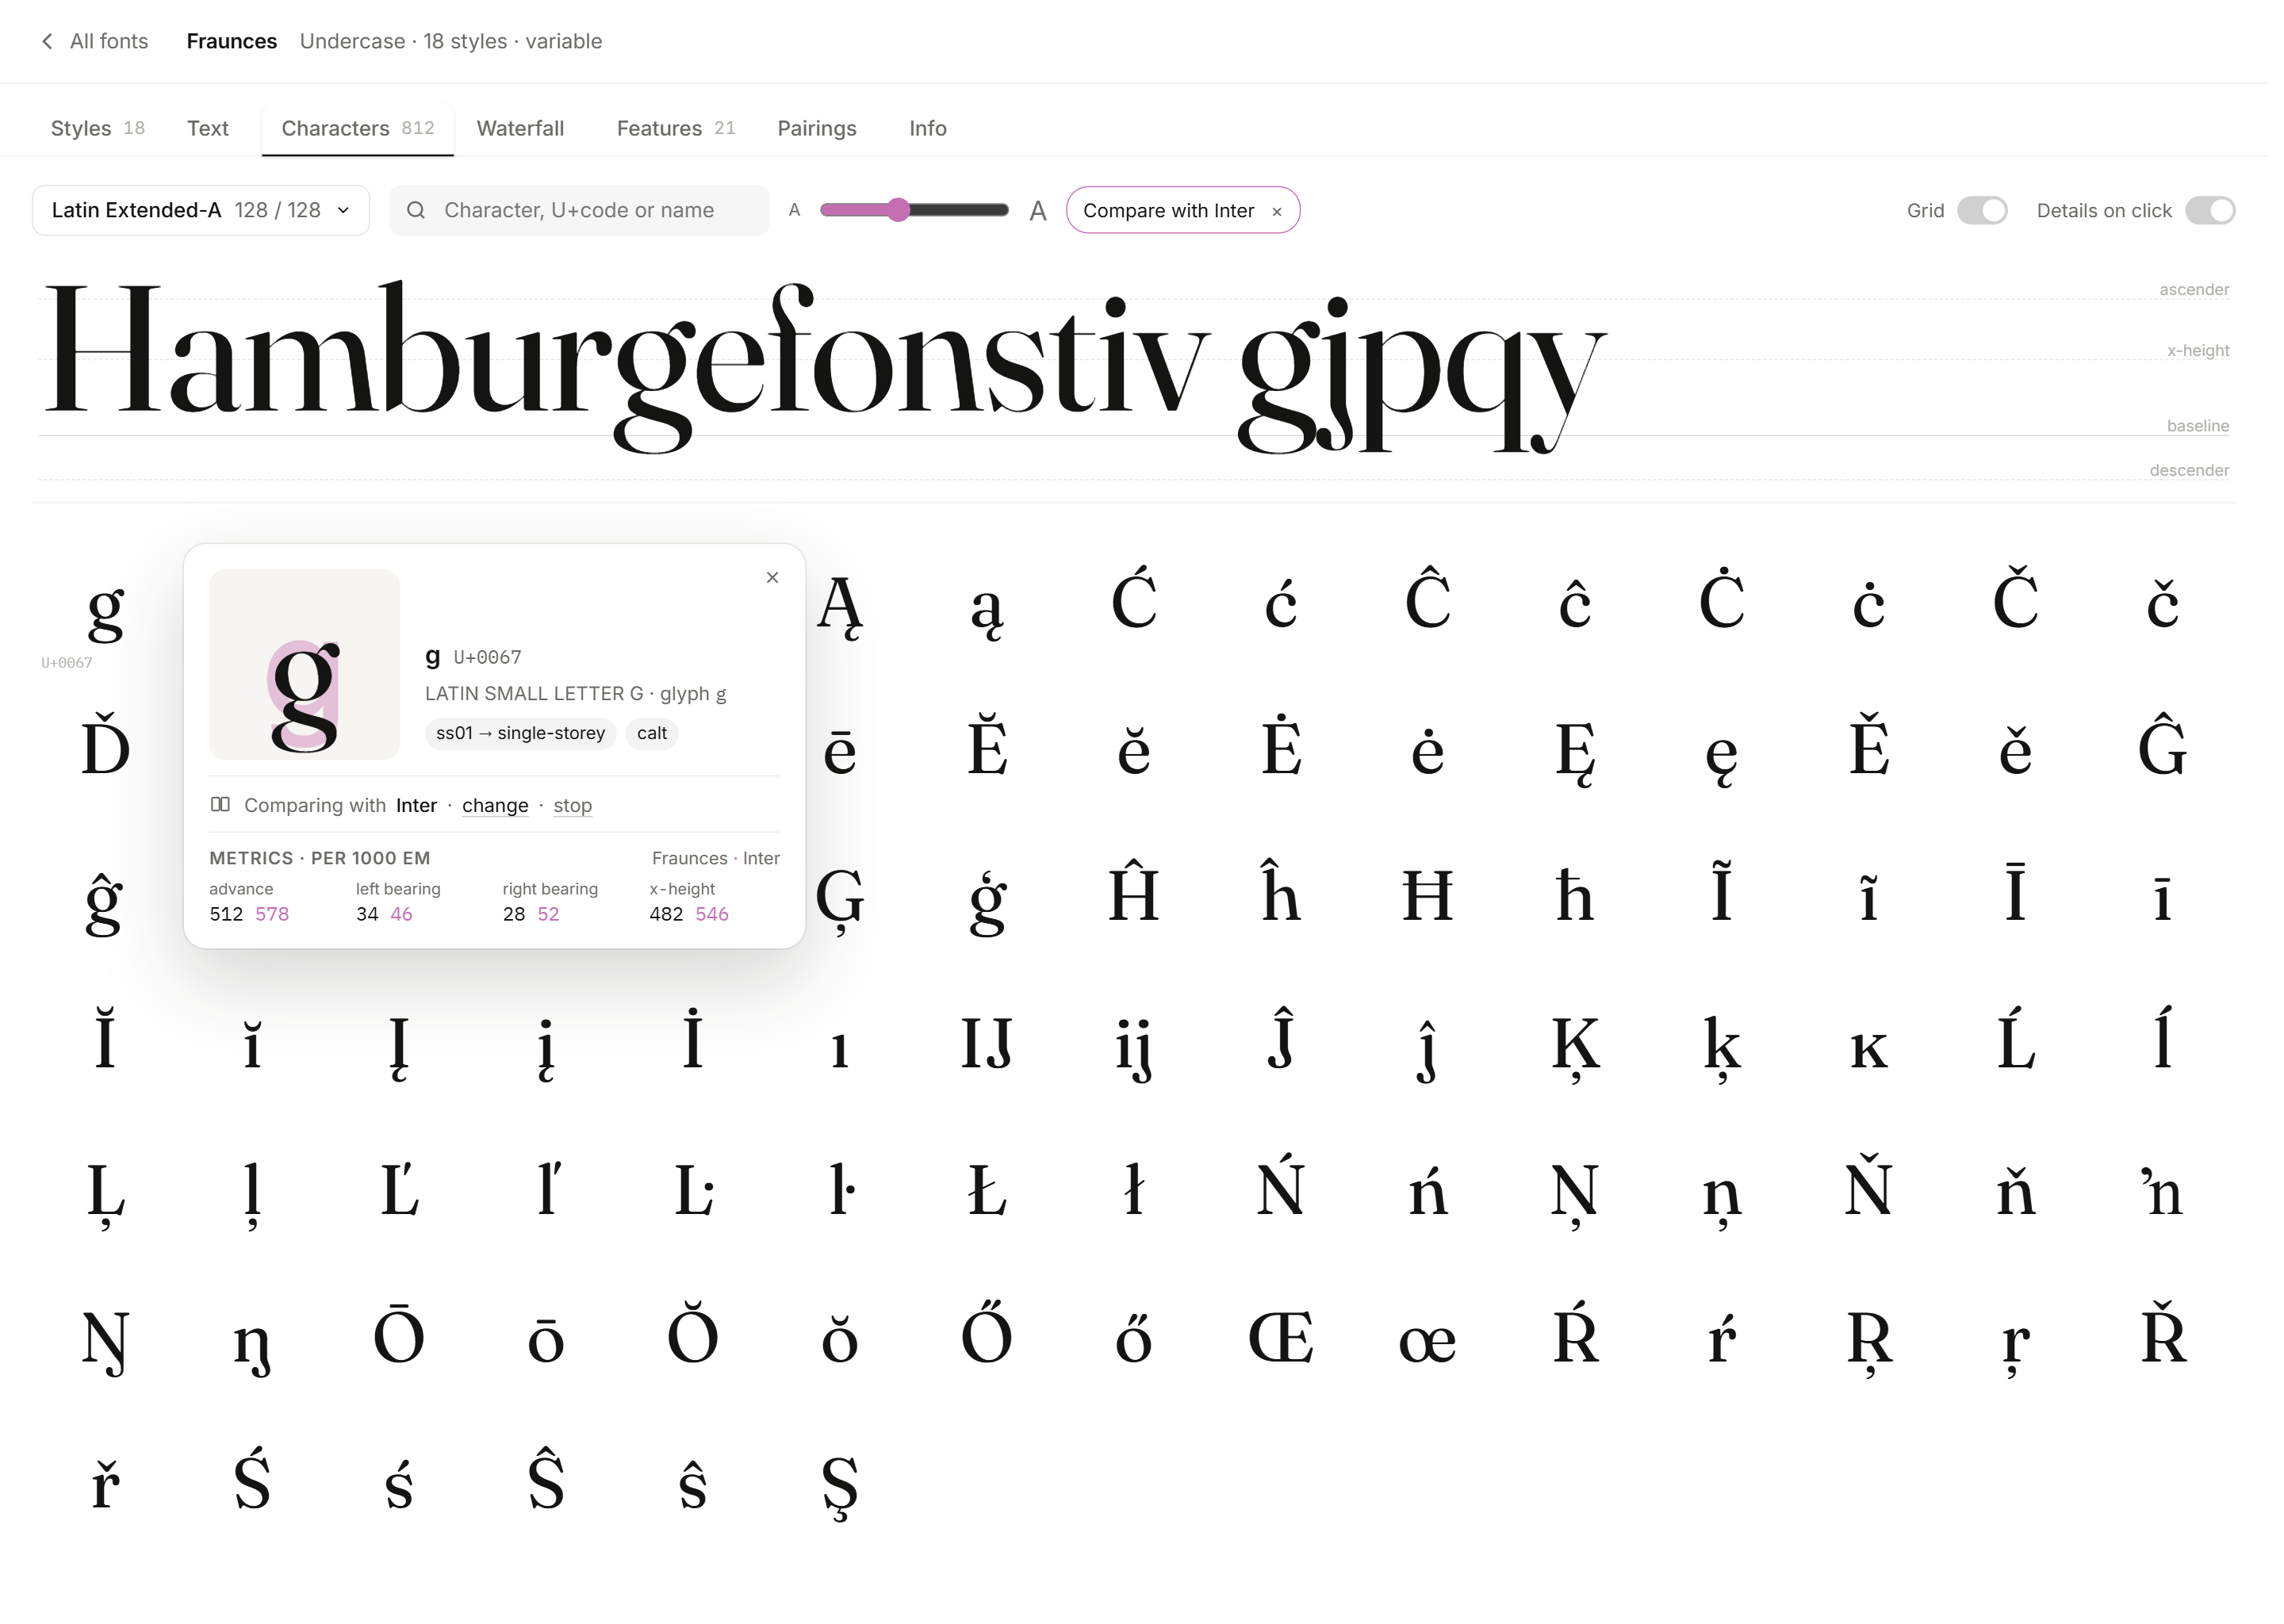 All fonts Fraunces Undercase · 18 styles · variable
Styles 18 Text Characters 812 Waterfall Features 21 Pairings Info
Latin Extended-A 128 / 128 Character, U+code or name A A Compare with Inter × Grid Details on click
Hamburgefonstiv gjpqy
ascender
x-height
baseline
descender
g Ą ą Ć ć Ĉ ĉ Ċ ċ Č č
U+0067
Ď ē Ĕ ĕ Ė ė Ę ę Ě ě Ĝ
ĝ Ģ ģ Ĥ ĥ Ħ ħ Ĩ ĩ Ī ī
g
g U+0067
LATIN SMALL LETTER G · glyph g
ss01 → single-storey calt
Comparing with Inter · change · stop
METRICS · PER 1000 EM Fraunces · Inter
advance left bearing right bearing x-height
512 578 34 46 28 52 482 546
Ĭ ĭ Į į İ ı IJ ij Ĵ ĵ Ķ ķ ĸ Ĺ ĺ
Ļ ļ Ľ ľ Ŀ ŀ Ł ł Ń ń Ņ ņ Ň ň ŉ
Ŋ ŋ Ō ō Ŏ ŏ Ő ő Œ œ Ŕ ŕ Ŗ ŗ Ř
ř Ś ś Ŝ ŝ Ş